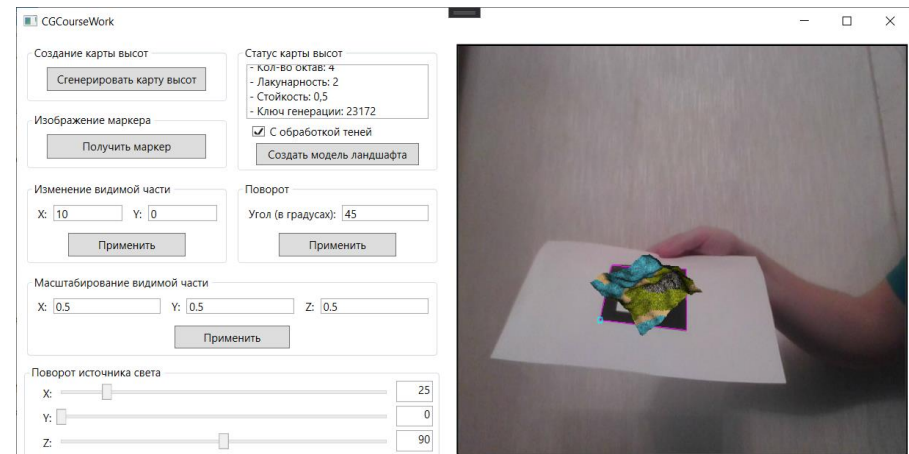 CGCourseWork
Создание карты высот
Сгенерировать карту высот
Изображение маркера
Получить маркер
Статус карты высот
- Кол-во октав: 4
- Лакунарность: 2
- Стойкость: 0,5
- Ключ генерации: 23172
С обработкой теней
Создать модель ландшафта
Изменение видимой части
X: 10 Y: 0
Применить
Поворот
Угол (в градусах): 45
Применить
Масштабирование видимой части
X: 0.5 Y: 0.5 Z: 0.5
Применить
Поворот источника света
X: 25
Y: 0
Z: 90